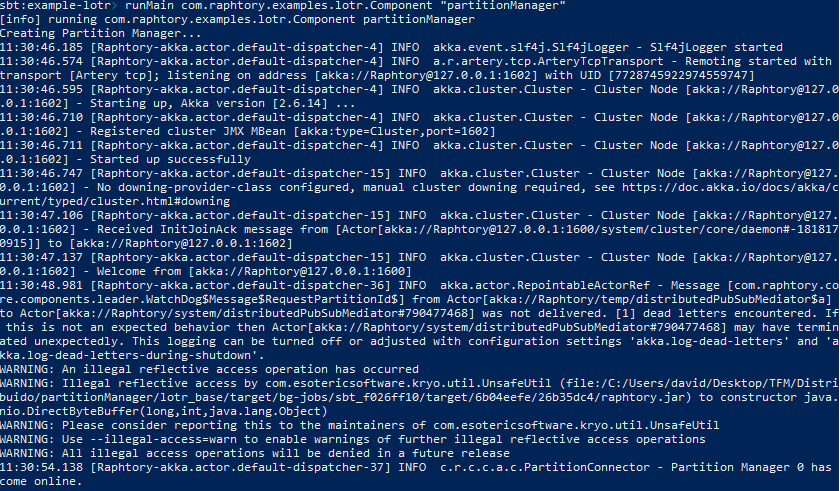 sbt:example-lotr> runMain com.raphtory.examples.lotr.Component "partitionManager"
[info] running com.raphtory.examples.lotr.Component partitionManager
Creating Partition Manager...
11:30:46.185 [Raphtory-akka.actor.default-dispatcher-4] INFO  akka.event.slf4j.Slf4jLogger - Slf4jLogger started
11:30:46.574 [Raphtory-akka.actor.default-dispatcher-4] INFO  a.r.artery.tcp.ArteryTcpTransport - Remoting started with
transport [Artery tcp]; listening on address [akka://Raphtory@127.0.0.1:1602] with UID [7728745922974559747]
11:30:46.595 [Raphtory-akka.actor.default-dispatcher-4] INFO  akka.cluster.Cluster - Cluster Node [akka://Raphtory@127.0
.0.1:1602] - Starting up, Akka version [2.6.14] ...
11:30:46.710 [Raphtory-akka.actor.default-dispatcher-4] INFO  akka.cluster.Cluster - Cluster Node [akka://Raphtory@127.0
.0.1:1602] - Registered cluster JMX MBean [akka:type=Cluster,port=1602]
11:30:46.711 [Raphtory-akka.actor.default-dispatcher-4] INFO  akka.cluster.Cluster - Cluster Node [akka://Raphtory@127.0
.0.1:1602] - Started up successfully
11:30:46.747 [Raphtory-akka.actor.default-dispatcher-15] INFO  akka.cluster.Cluster - Cluster Node [akka://Raphtory@127.
0.0.1:1602] - No downing-provider-class configured, manual cluster downing required, see https://doc.akka.io/docs/akka/c
urrent/typed/cluster.html#downing
11:30:47.106 [Raphtory-akka.actor.default-dispatcher-15] INFO  akka.cluster.Cluster - Cluster Node [akka://Raphtory@127.
0.0.1:1602] - Received InitJoinAck message from [Actor[akka://Raphtory@127.0.0.1:1600/system/cluster/core/daemon#-181817
0915]] to [akka://Raphtory@127.0.0.1:1602]
11:30:47.137 [Raphtory-akka.actor.default-dispatcher-15] INFO  akka.cluster.Cluster - Cluster Node [akka://Raphtory@127.
0.0.1:1602] - Welcome from [akka://Raphtory@127.0.0.1:1600]
11:30:48.981 [Raphtory-akka.actor.default-dispatcher-36] INFO  akka.actor.RepointableActorRef - Message [com.raphtory.co
re.components.leader.WatchDog$Message$RequestPartitionId$] from Actor[akka://Raphtory/temp/distributedPubSubMediator$a]
to Actor[akka://Raphtory/system/distributedPubSubMediator#790477468] was not delivered. [1] dead letters encountered. If
this is not an expected behavior then Actor[akka://Raphtory/system/distributedPubSubMediator#790477468] may have termin
ated unexpectedly. This logging can be turned off or adjusted with configuration settings 'akka.log-dead-letters' and 'a
kka.log-dead-letters-during-shutdown'.
WARNING: An illegal reflective access operation has occurred
WARNING: Illegal reflective access by com.esotericsoftware.kryo.util.UnsafeUtil (file:/C:/Users/david/Desktop/TFM/Distri
buido/partitionManager/lotr_base/target/bg-jobs/sbt_f026ff10/target/6b04eefe/26b35dc4/raphtory.jar) to constructor java.
nio.DirectByteBuffer(long,int,java.lang.Object)
WARNING: Please consider reporting this to the maintainers of com.esotericsoftware.kryo.util.UnsafeUtil
WARNING: Use --illegal-access=warn to enable warnings of further illegal reflective access operations
WARNING: All illegal access operations will be denied in a future release
11:30:54.138 [Raphtory-akka.actor.default-dispatcher-37] INFO  c.r.c.c.a.c.PartitionConnector - Partition Manager 0 has
come online.